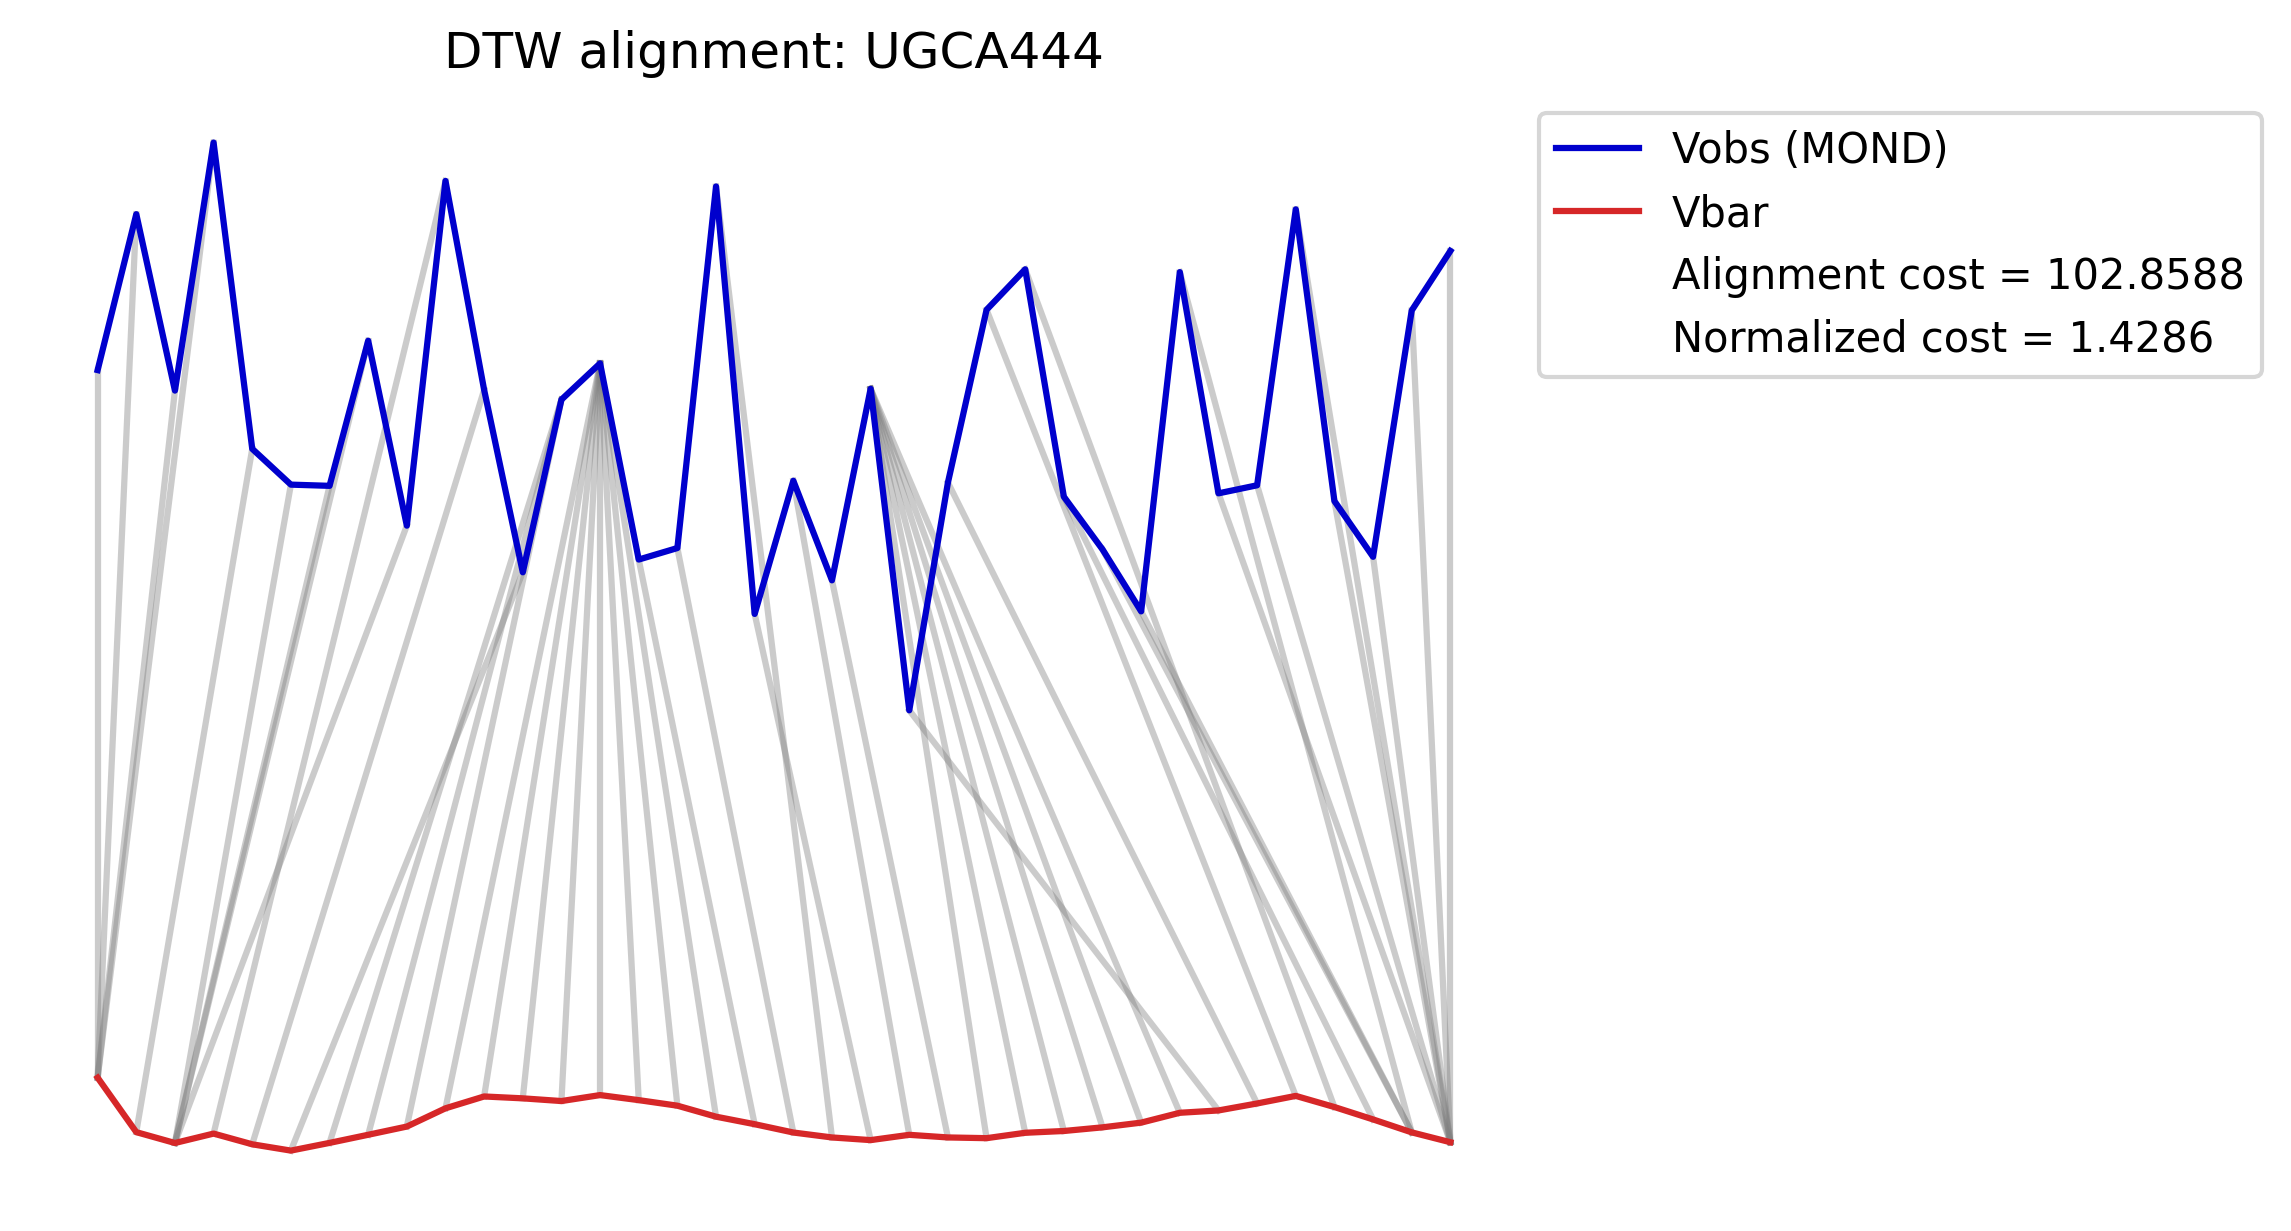 DTW alignment: UGCA444
Vobs (MOND)
Vbar
Alignment cost = 102.8588
Normalized cost = 1.4286